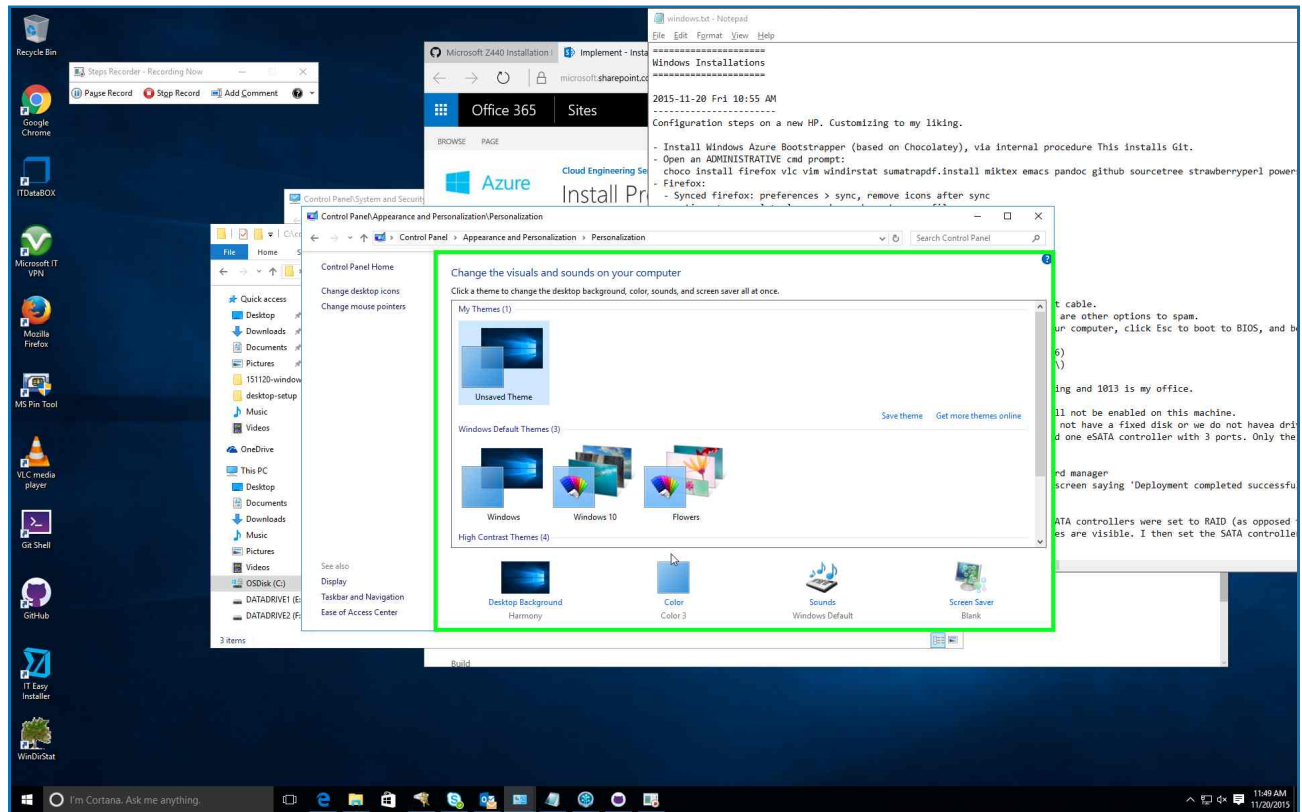 Recycle Bin
Google
Chrome
ITDataBOX
Microsoft IT
VPN
Mozilla
Firefox
MS Pin Tool
VLC media
player
Git Shell
GitHub
IT Easy
Installer
WinDirStat
Steps Recorder - Recording Now
Pause Record Stop Record Add Comment
Microsoft Z440 Installation Implement - Insta
microsoft.sharepoint.co
Office 365 Sites
BROWSE PAGE
Azure
Cloud Engineering Se
Install Pr
Build
windows.txt - Notepad
File Edit Format View Help
======================
Windows Installations
======================
2015-11-20 Fri 10:55 AM
-----------------------
Configuration steps on a new HP. Customizing to my liking.
- Install Windows Azure Bootstrapper (based on Chocolatey), via internal procedure This installs Git.
- Open an ADMINISTRATIVE cmd prompt:
choco install firefox vlc vim windirstat sumatrapdf.install miktex emacs pandoc github sourcetree strawberryperl power
- Firefox:
- Synced firefox: preferences > sync, remove icons after sync
t cable.
are other options to spam.
ur computer, click Esc to boot to BIOS, and b
6)
\)
ing and 1013 is my office.
ll not be enabled on this machine.
not have a fixed disk or we do not havea dri
d one eSATA controller with 3 ports. Only the
rd manager
screen saying 'Deployment completed successfu
ATA controllers were set to RAID (as opposed
es are visible. I then set the SATA controlle
Control Panel\System and Security
File Home S
Quick access
Desktop
Downloads
Documents
Pictures
151120-window
desktop-setup
Music
Videos
OneDrive
This PC
Desktop
Documents
Downloads
Music
Pictures
Videos
OSDisk (C:)
DATADRIVE1 (E:
DATADRIVE2 (F:
3 items
Control Panel\Appearance and Personalization\Personalization
Control Panel > Appearance and Personalization > Personalization
Search Control Panel
Control Panel Home
Change desktop icons
Change mouse pointers
See also
Display
Taskbar and Navigation
Ease of Access Center
Change the visuals and sounds on your computer
Click a theme to change the desktop background, color, sounds, and screen saver all at once.
My Themes (1)
Unsaved Theme
Save theme Get more themes online
Windows Default Themes (3)
Windows Windows 10 Flowers
High Contrast Themes (4)
Desktop Background Color Sounds Screen Saver
Harmony Color 3 Windows Default Blank
I'm Cortana. Ask me anything.
11:49 AM
11/20/2015